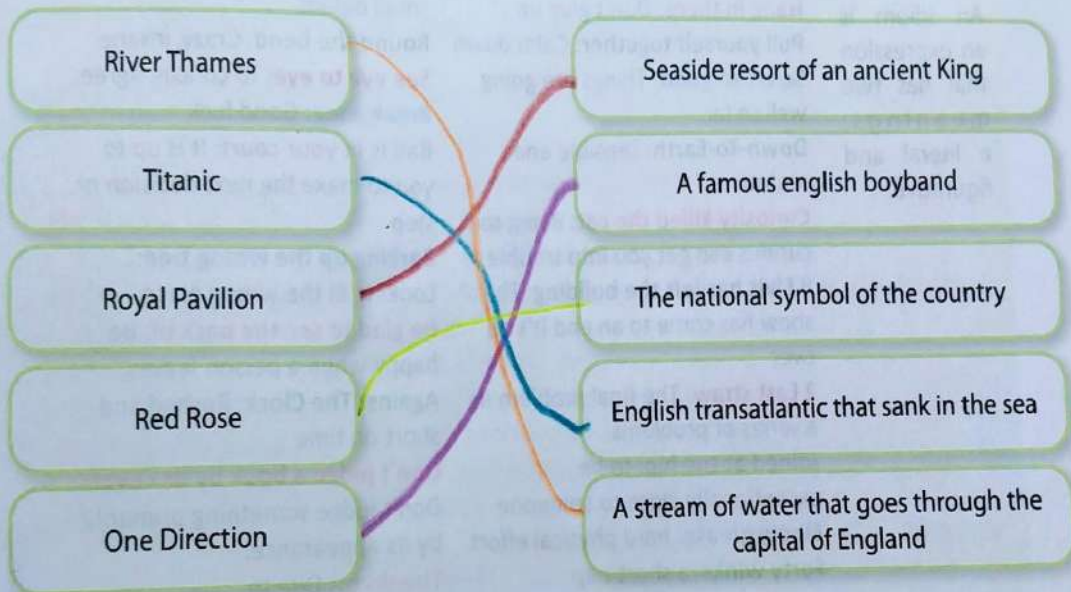 River Thames
Titanic
Royal Pavilion
Red Rose
One Direction
Seaside resort of an ancient King
A famous english boyband
The national symbol of the country
English transatlantic that sank in the sea
A stream of water that goes through the
capital of England